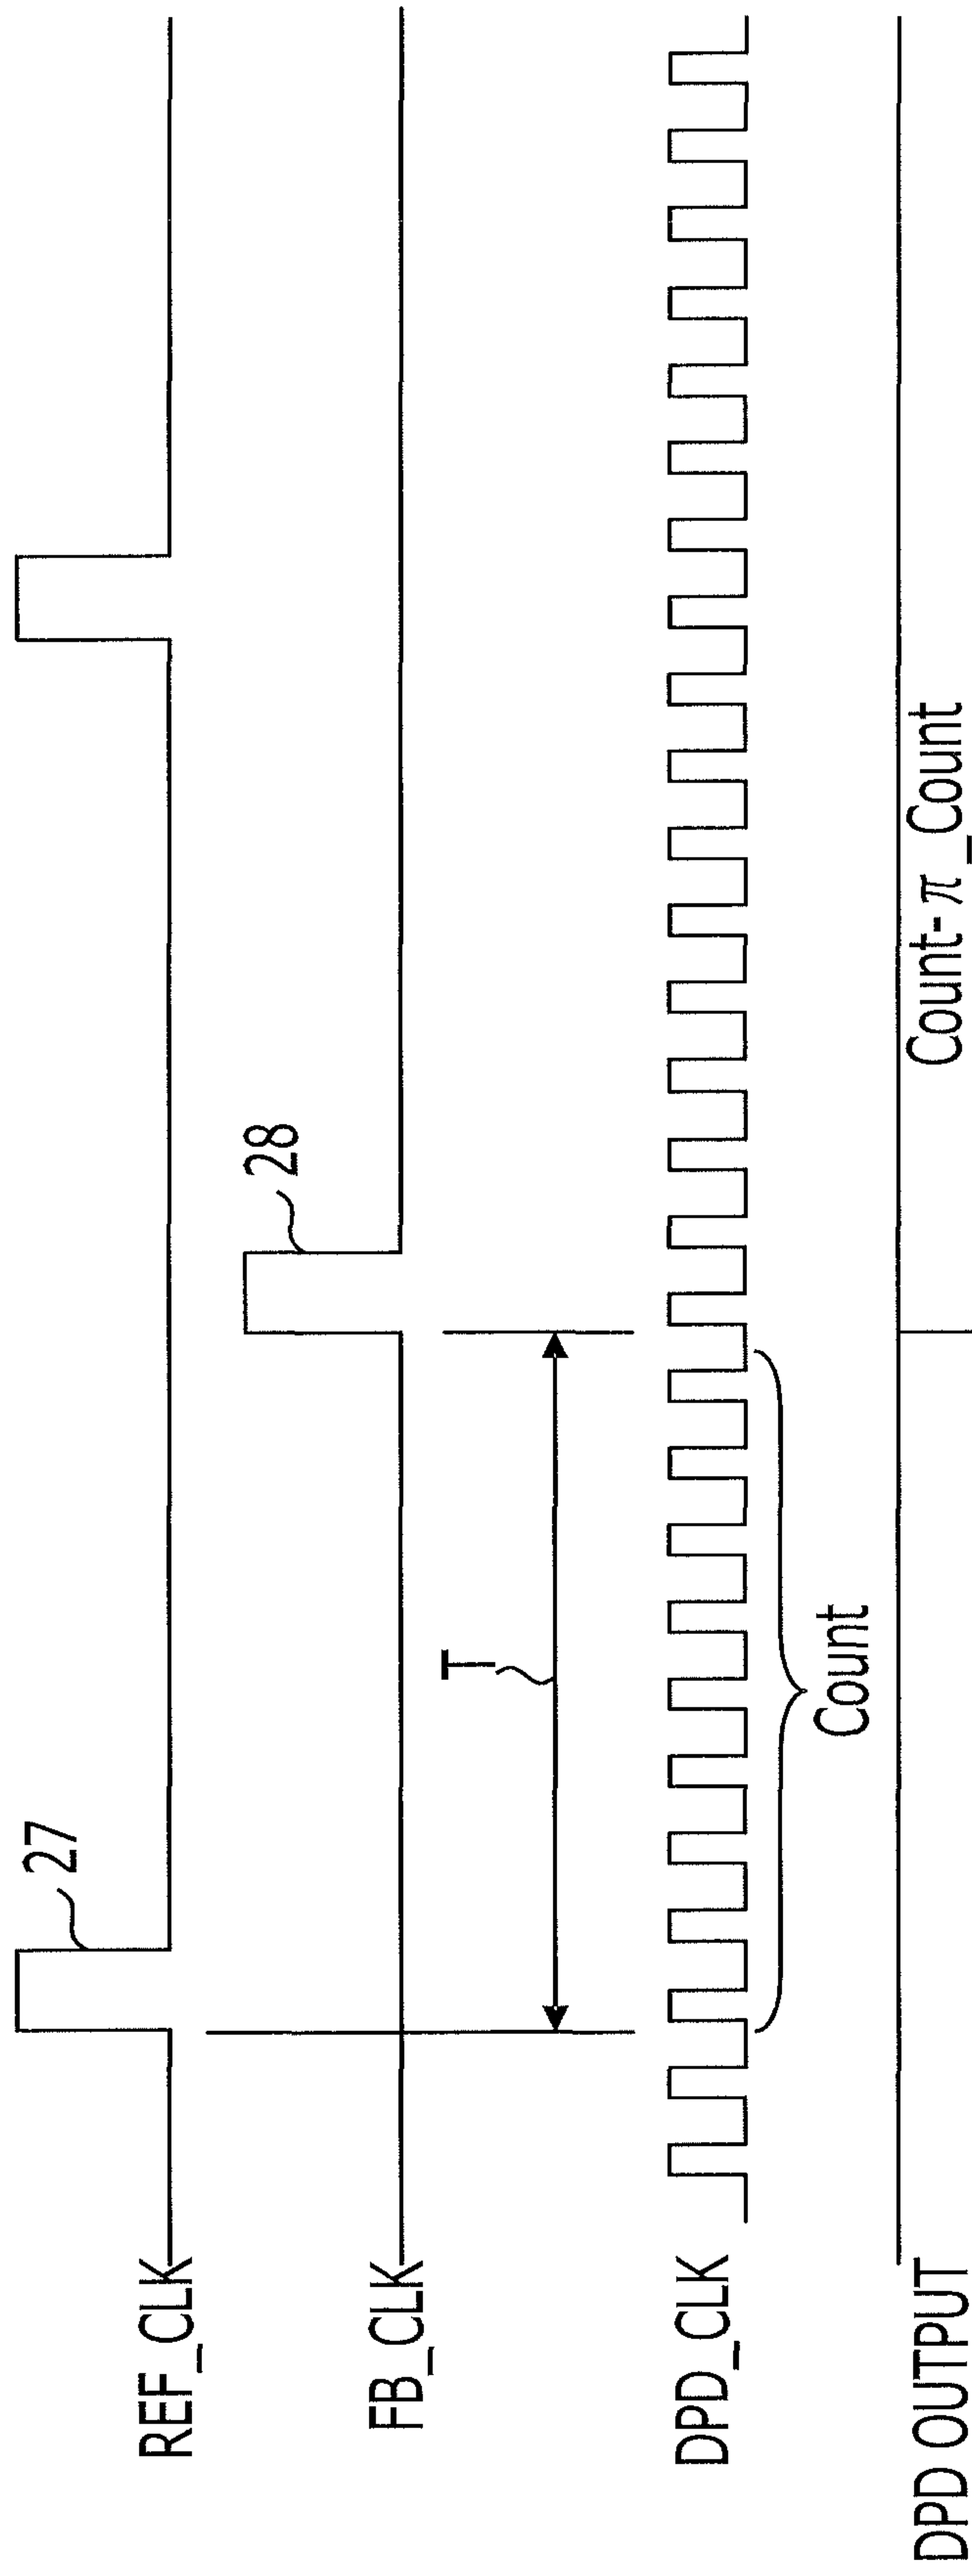 REF_CLK
27
FB_CLK
28
T
DPD_CLK
Count
DPD OUTPUT
Count-π_Count